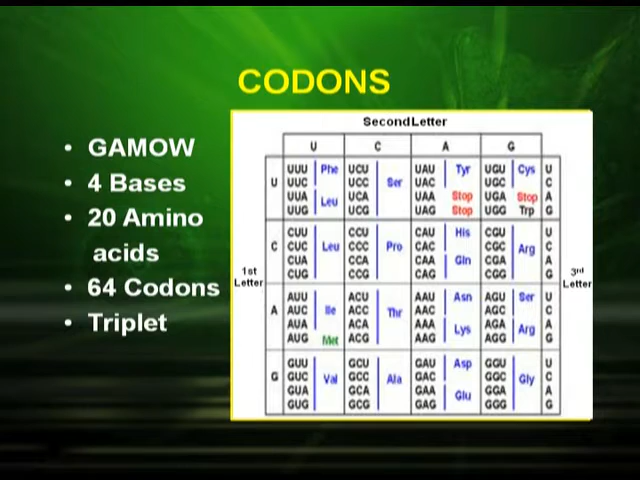 CODONS
• GAMOW
• 4 Bases
• 20 Amino
acids
• 64 Codons
• Triplet
Second Letter
U C A G
1st
Letter
3rd
Letter
U
UUU Phe UCU Ser UAU Tyr UGU Cys U
UUC UCC UAC UGC C
UUA Leu UCA UAA Stop UGA Stop A
UUG UCG UAG Stop UGG Trp G
C
CUU Leu CCU Pro CAU His CGU Arg U
CUC CCC CAC CGC C
CUA CCA CAA Gln CGA A
CUG CCG CAG CGG G
A
AUU Ile ACU Thr AAU Asn AGU Ser U
AUC ACC AAC AGC C
AUA ACA AAA Lys AGA Arg A
AUG Met ACG AAG AGG G
G
GUU Val GCU Ala GAU Asp GGU Gly U
GUC GCC GAC GGC C
GUA GCA GAA Glu GGA A
GUG GCG GAG GGG G